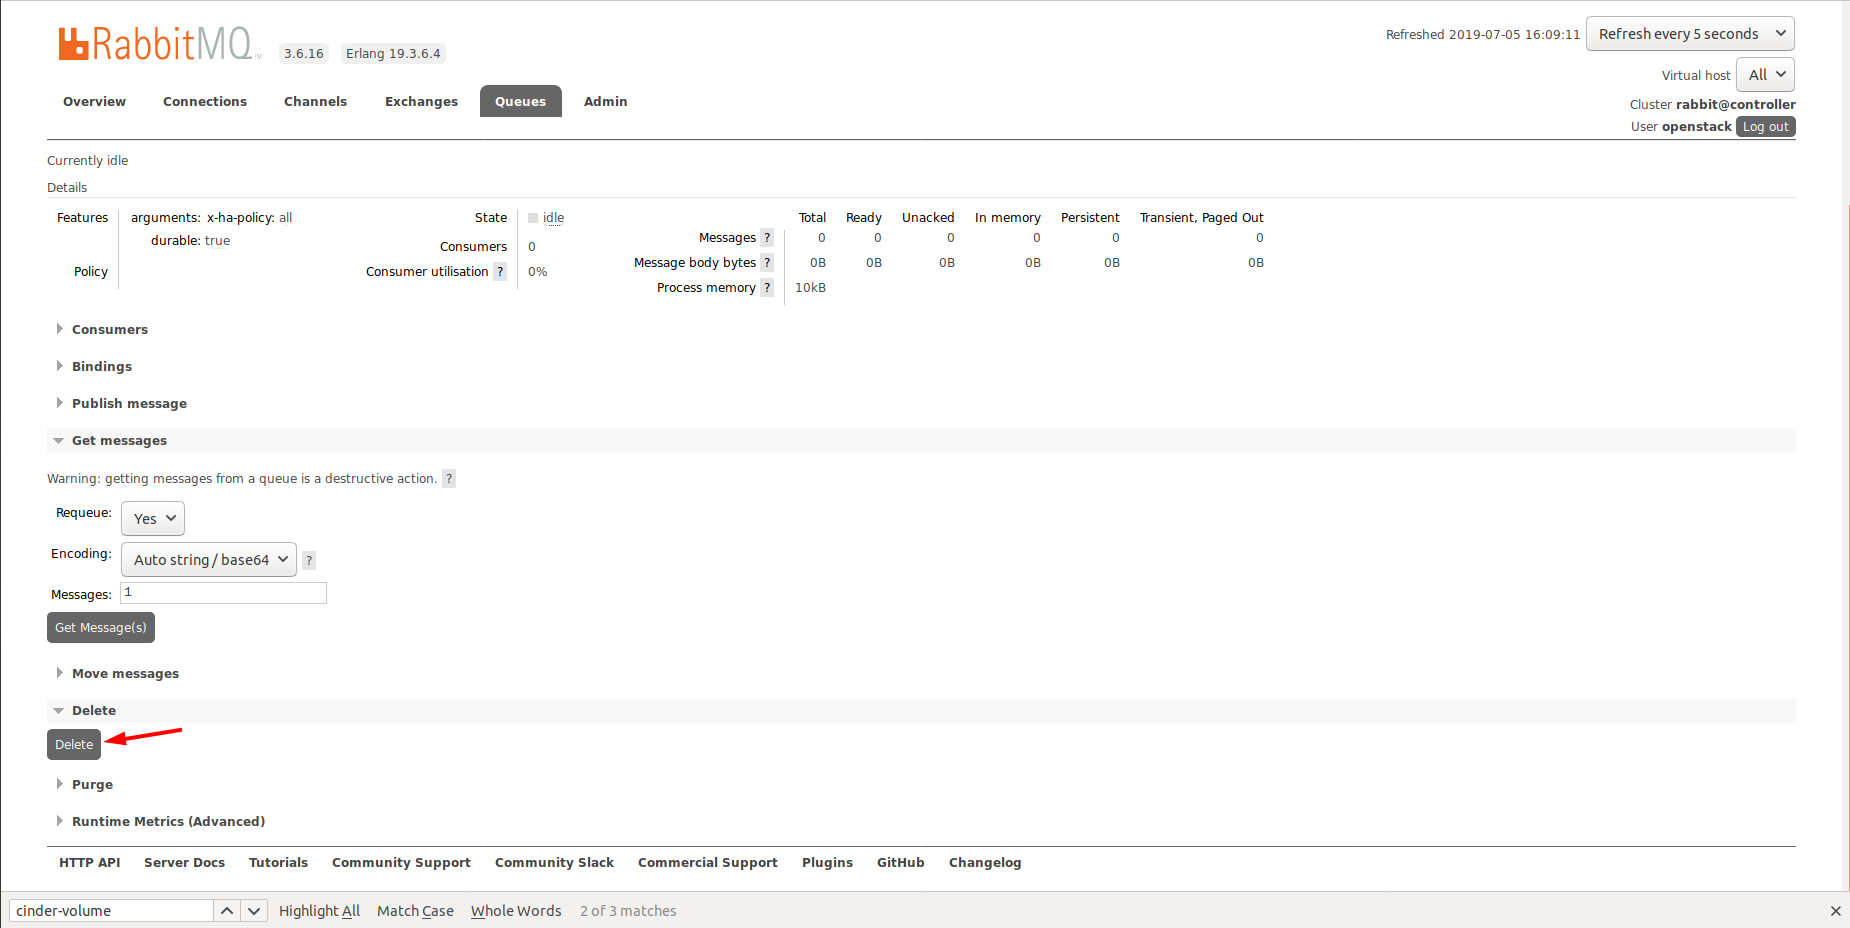 RabbitMQ™ 3.6.16 Erlang 19.3.6.4
Refreshed 2019-07-05 16:09:11 Refresh every 5 seconds
Virtual host All
Cluster rabbit@controller
User openstack Log out
Overview Connections Channels Exchanges Queues Admin
Currently idle
Details
Features arguments: x-ha-policy: all
durable: true
Policy
State idle
Consumers 0
Consumer utilisation ? 0%
Total Ready Unacked In memory Persistent Transient, Paged Out
Messages ? 0 0 0 0 0 0
Message body bytes ? 0B 0B 0B 0B 0B 0B
Process memory ? 10kB
Consumers
Bindings
Publish message
Get messages
Warning: getting messages from a queue is a destructive action. ?
Requeue: Yes
Encoding: Auto string / base64 ?
Messages: 1
Get Message(s)
Move messages
Delete
Delete
Purge
Runtime Metrics (Advanced)
HTTP API Server Docs Tutorials Community Support Community Slack Commercial Support Plugins GitHub Changelog
cinder-volume Highlight All Match Case Whole Words 2 of 3 matches